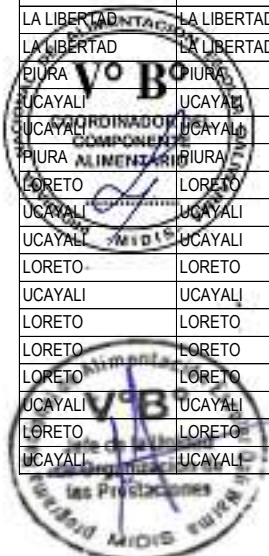 LA LIBERTAD LA LIBERTAD
LA LIBERTAD LA LIBERTAD
PIURA PIURA
UCAYALI UCAYALI
UCAYALI UCAYALI
PIURA PIURA
LORETO LORETO
UCAYALI UCAYALI
UCAYALI UCAYALI
LORETO LORETO
UCAYALI UCAYALI
LORETO LORETO
LORETO LORETO
LORETO LORETO
UCAYALI UCAYALI
LORETO LORETO
UCAYALI UCAYALI
V° B°
COORDINADOR DEL
COMPONENTE
ALIMENTARIO
MIDIS
V° B°
las Prestaciones
MIDIS